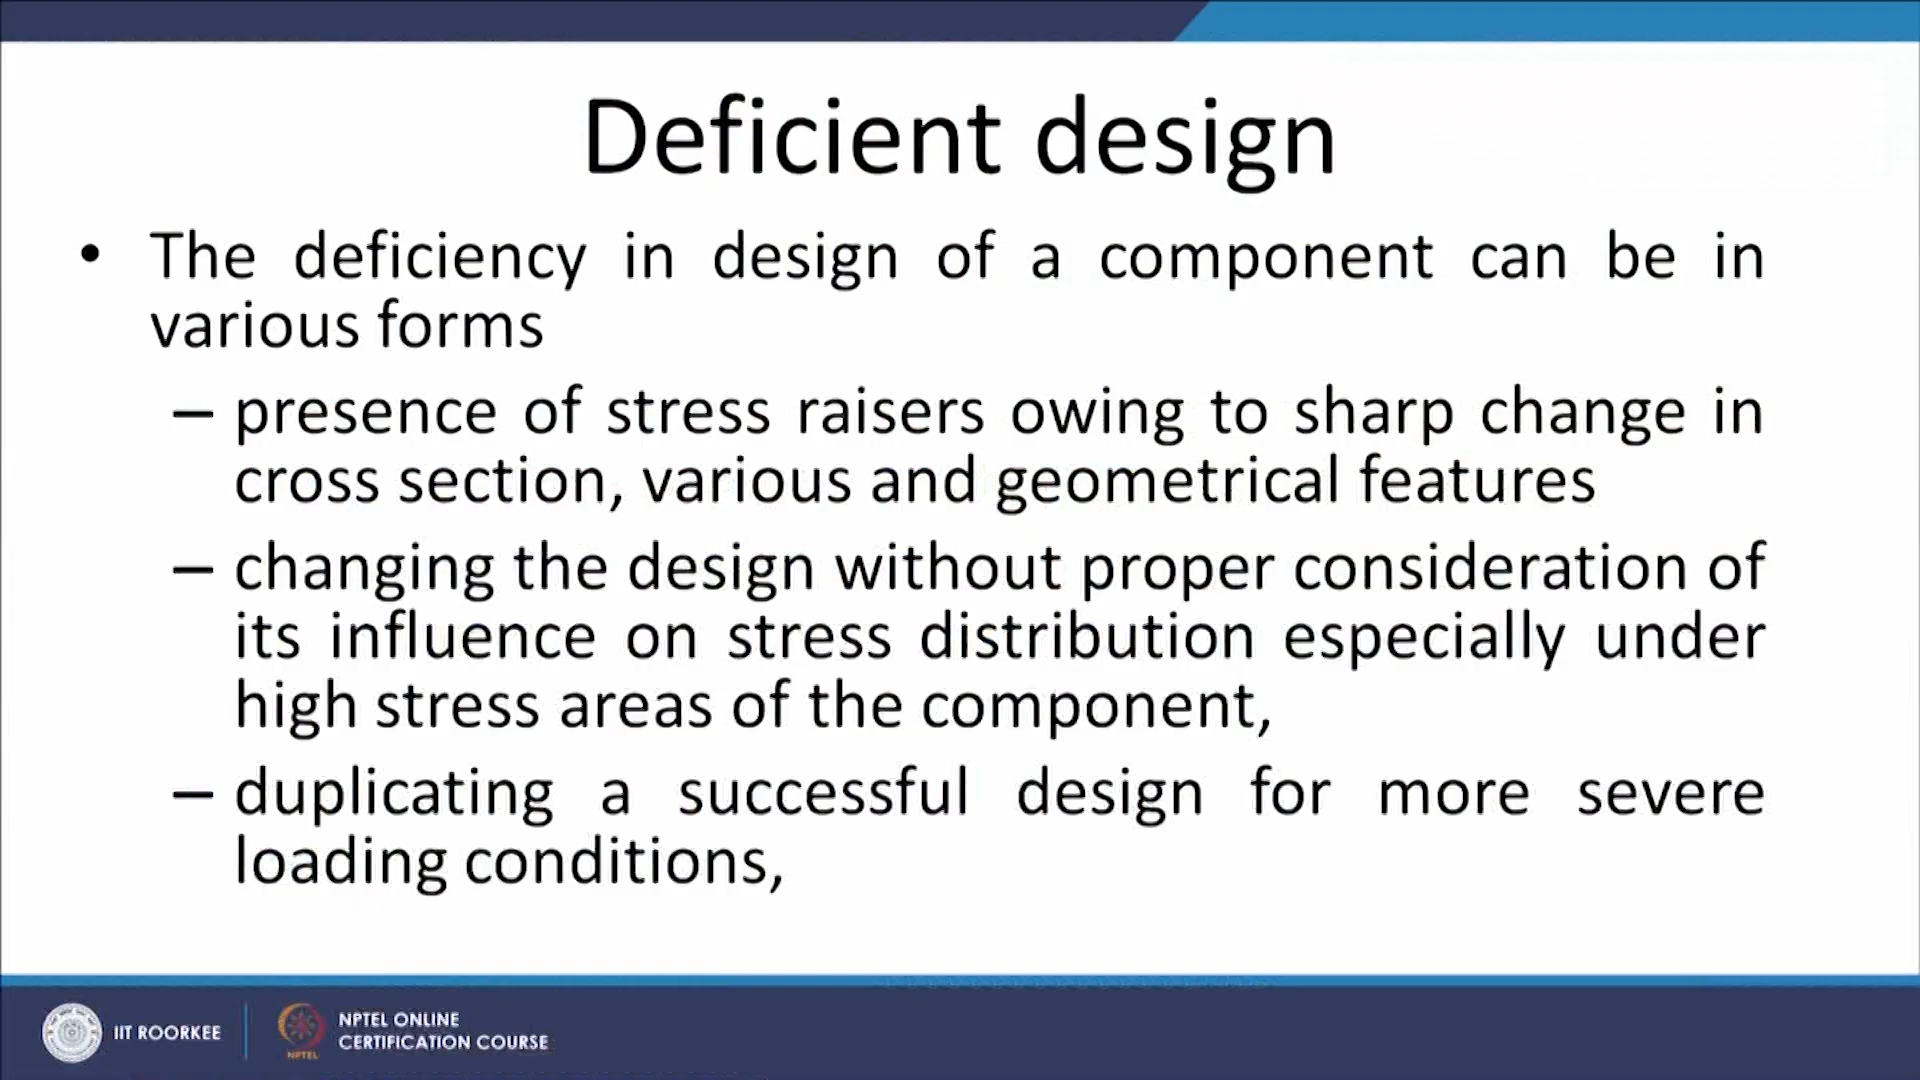 Deficient design
• The deficiency in design of a component can be in
various forms
– presence of stress raisers owing to sharp change in
cross section, various and geometrical features
– changing the design without proper consideration of
its influence on stress distribution especially under
high stress areas of the component,
– duplicating a successful design for more severe
loading conditions,
IIT ROORKEE
NPTEL
NPTEL ONLINE
CERTIFICATION COURSE